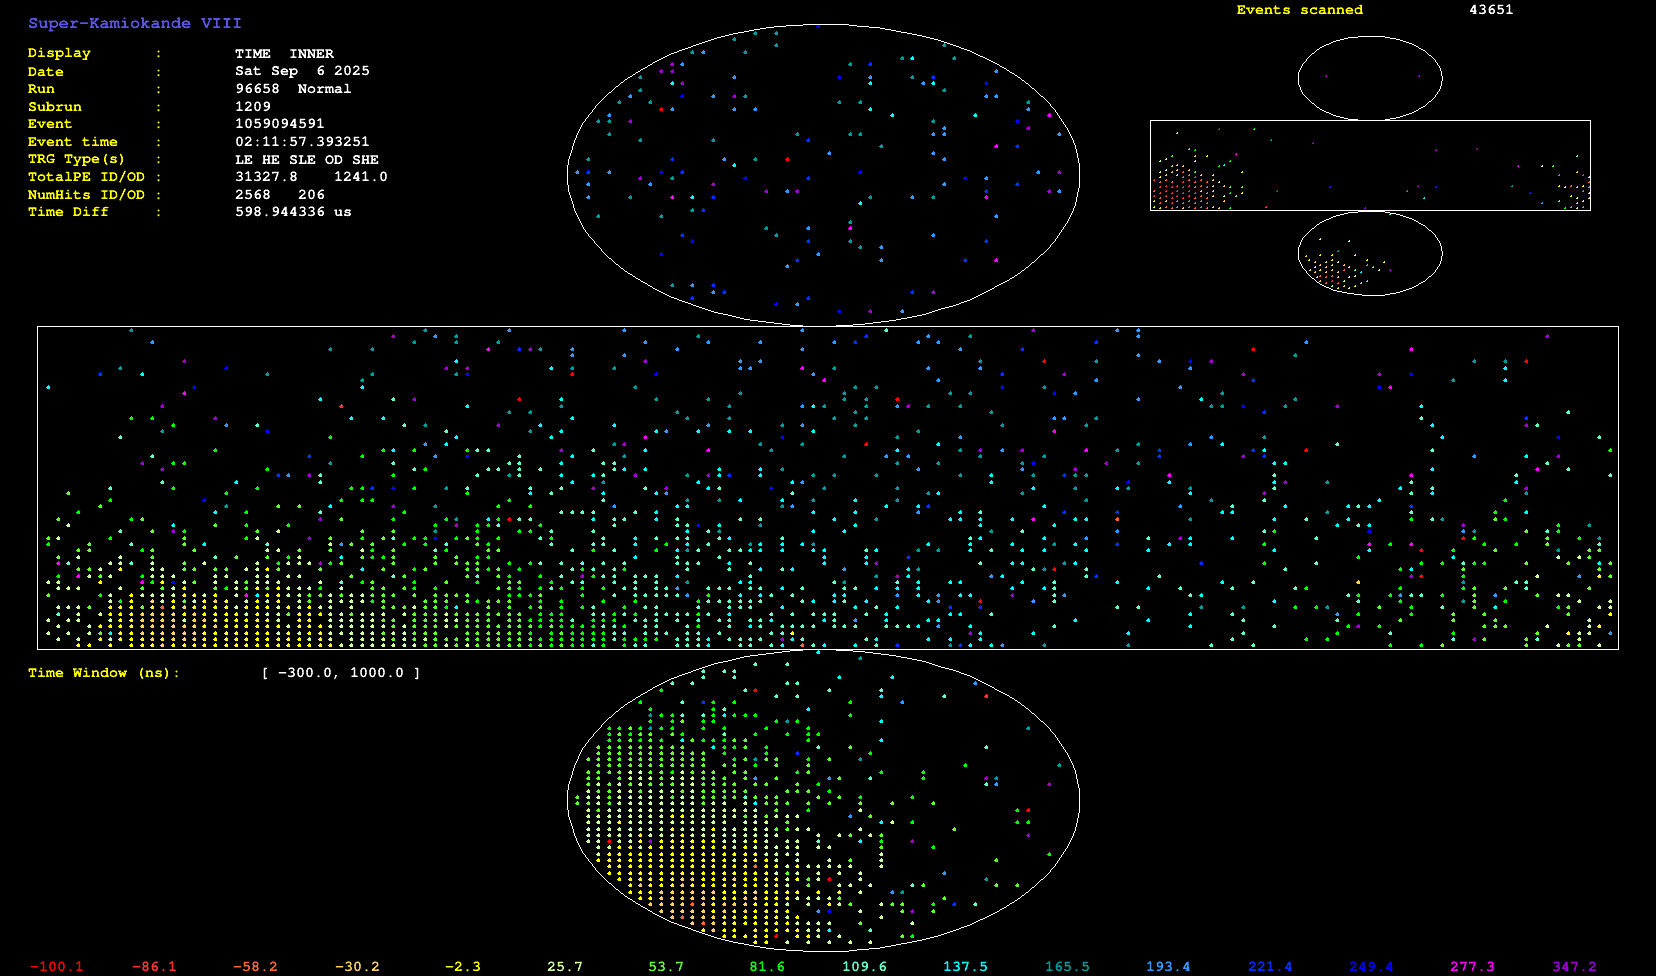 Super-Kamiokande VIII
Events scanned 43651
Display : TIME INNER
Date : Sat Sep 6 2025
Run : 96658 Normal
Subrun : 1209
Event : 1059094591
Event time : 02:11:57.393251
TRG Type(s) : LE HE SLE OD SHE
TotalPE ID/OD : 31327.8 1241.0
NumHits ID/OD : 2568 206
Time Diff : 598.944336 us
Time Window (ns): [ -300.0, 1000.0 ]
-100.1 -86.1 -58.2 -30.2 -2.3 25.7 53.7 81.6 109.6 137.5 165.5 193.4 221.4 249.4 277.3 347.2